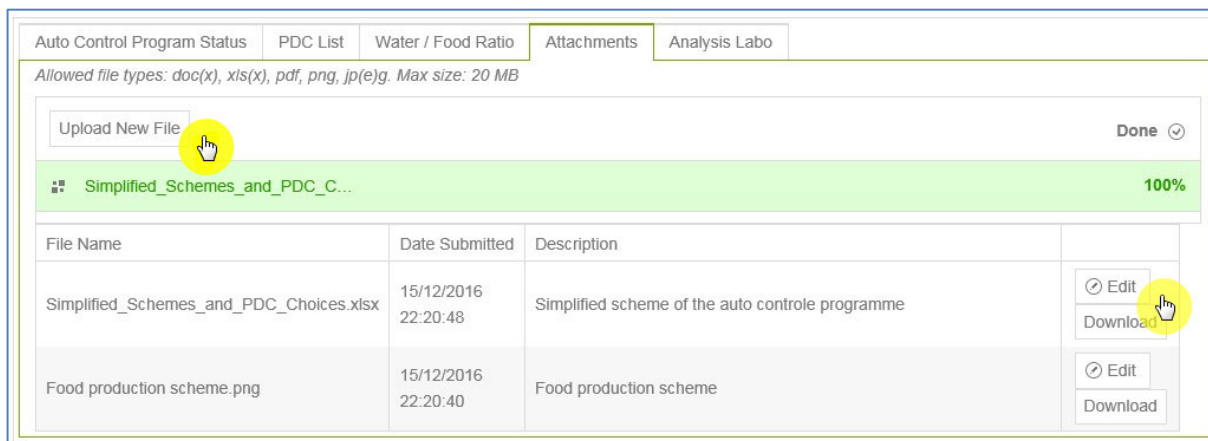 Auto Control Program Status PDC List Water / Food Ratio Attachments Analysis Labo
Allowed file types: doc(x), xls(x), pdf, png, jp(e)g. Max size: 20 MB
Upload New File Done
Simplified_Schemes_and_PDC_C... 100%
File Name Date Submitted Description
Simplified_Schemes_and_PDC_Choices.xlsx 15/12/2016 22:20:48 Simplified scheme of the auto controle programme Edit
Download
Food production scheme.png 15/12/2016 22:20:40 Food production scheme Edit
Download